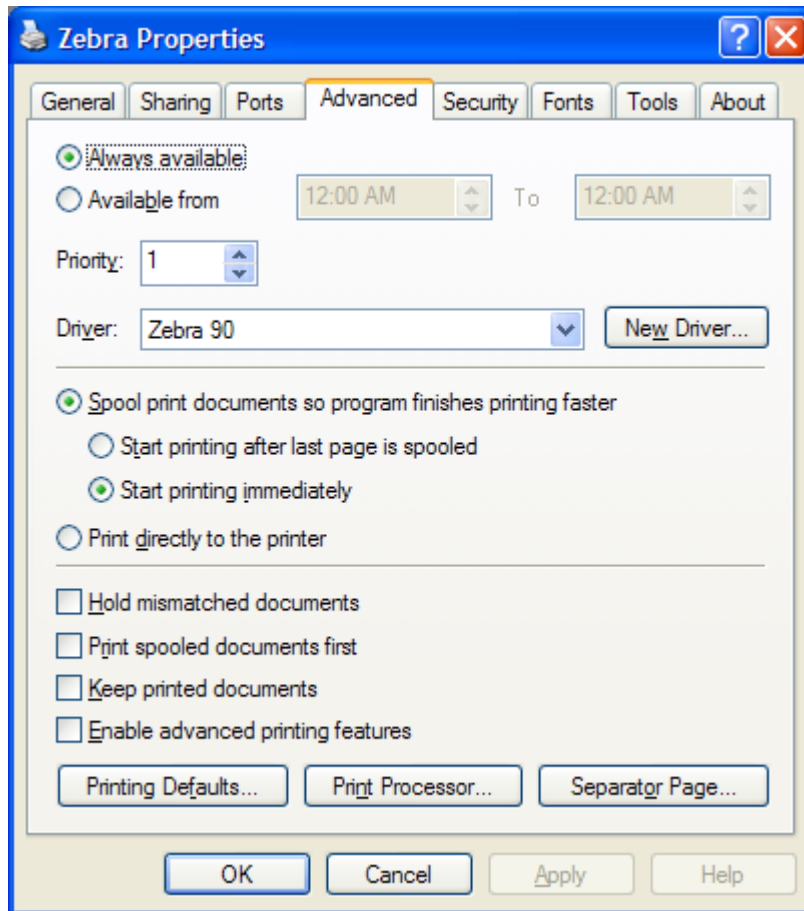 Zebra Properties
General Sharing Ports Advanced Security Fonts Tools About
Always available
Available from 12:00 AM To 12:00 AM
Priority: 1
Driver: Zebra 90 New Driver...
Spool print documents so program finishes printing faster
Start printing after last page is spooled
Start printing immediately
Print directly to the printer
Hold mismatched documents
Print spooled documents first
Keep printed documents
Enable advanced printing features
Printing Defaults... Print Processor... Separator Page...
OK Cancel Apply Help